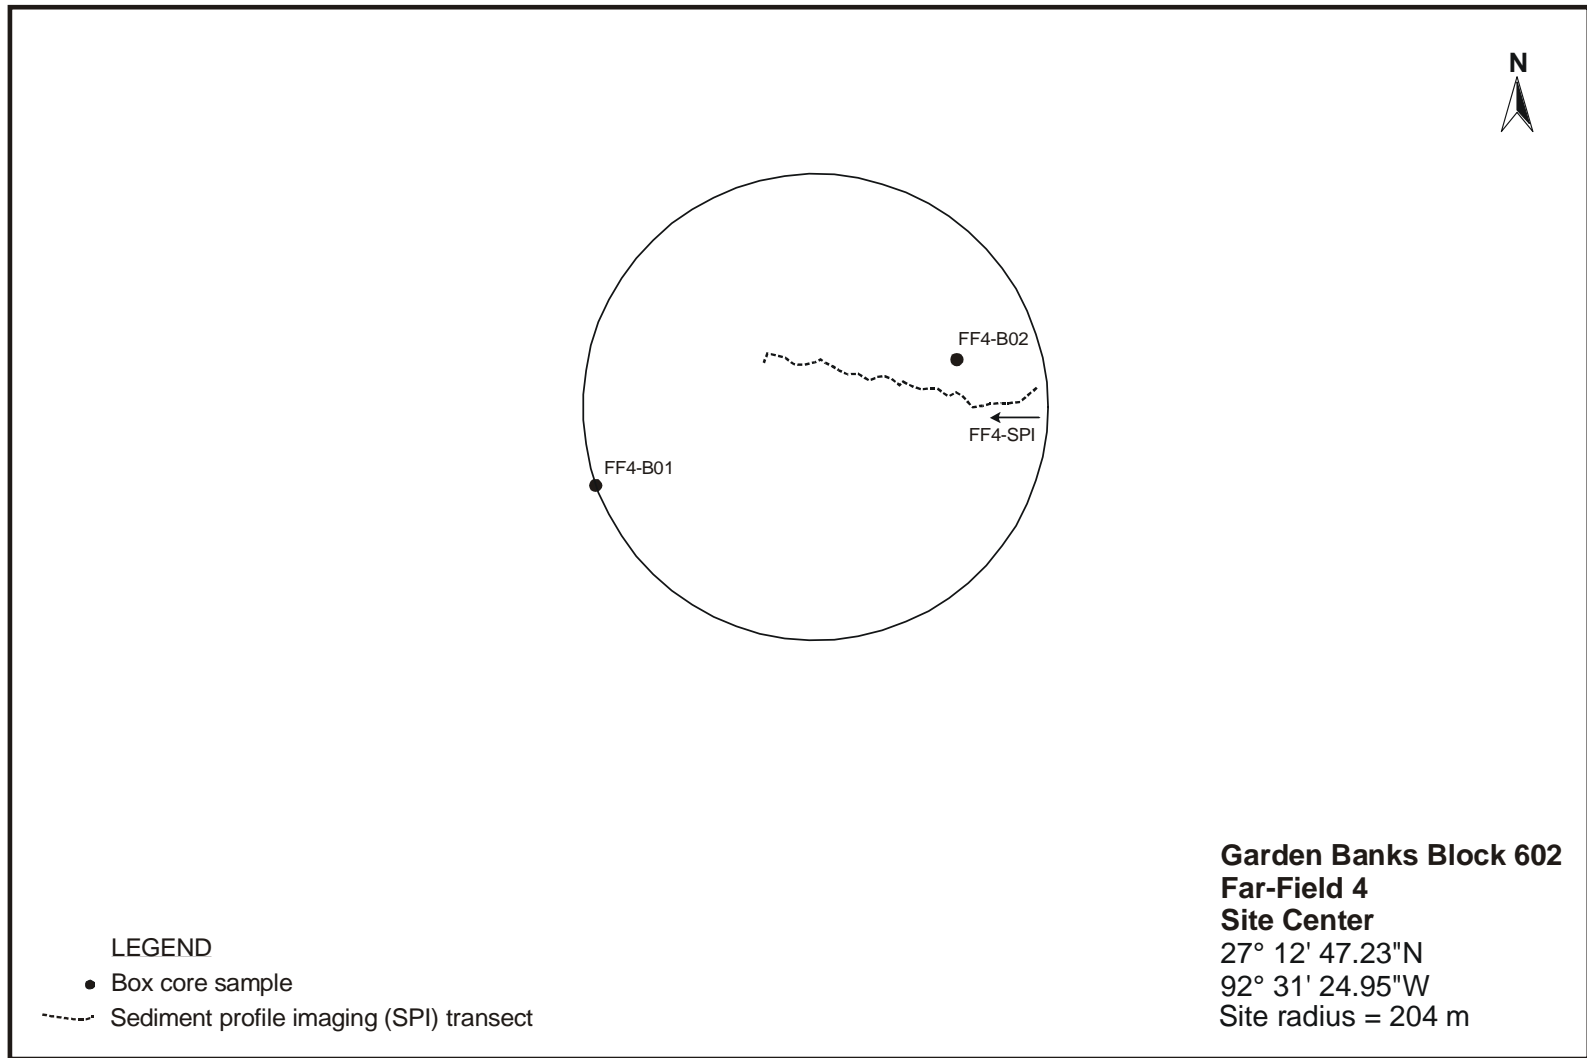 N
FF4-B02
FF4-SPI
FF4-B01
Garden Banks Block 602
Far-Field 4
Site Center
27° 12' 47.23"N
92° 31' 24.95"W
Site radius = 204 m
LEGEND
Box core sample
Sediment profile imaging (SPI) transect